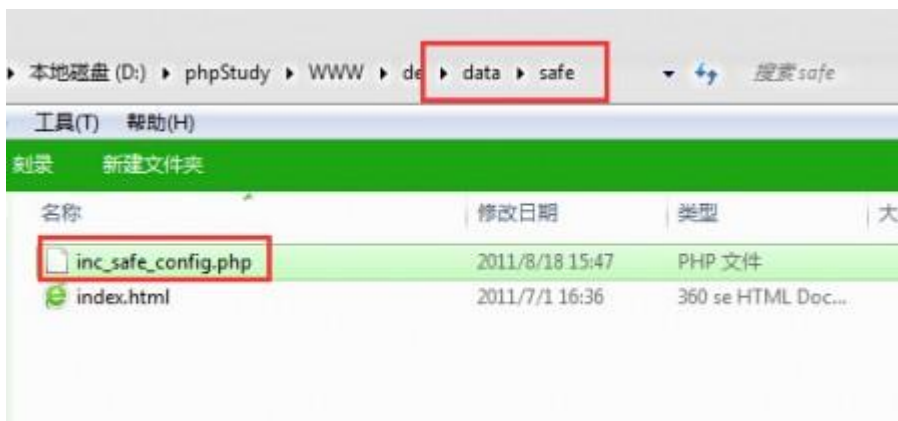 本地磁盘 (D:) ▸ phpStudy ▸ WWW ▸ de ▸ data ▸ safe 搜索 safe
工具(T) 帮助(H)
刻录 新建文件夹
名称 修改日期 类型 大
inc_safe_config.php 2011/8/18 15:47 PHP 文件
index.html 2011/7/1 16:36 360 se HTML Doc...